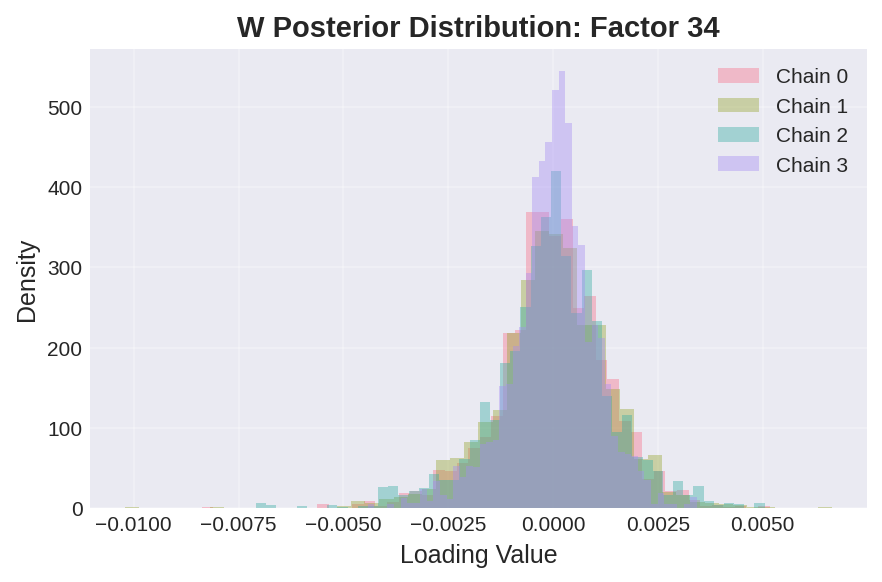 W Posterior Distribution: Factor 34
Chain 0
Chain 1
Chain 2
Chain 3
Density
500
400
300
200
100
0
−0.0100 −0.0075 −0.0050 −0.0025 0.0000 0.0025 0.0050
Loading Value